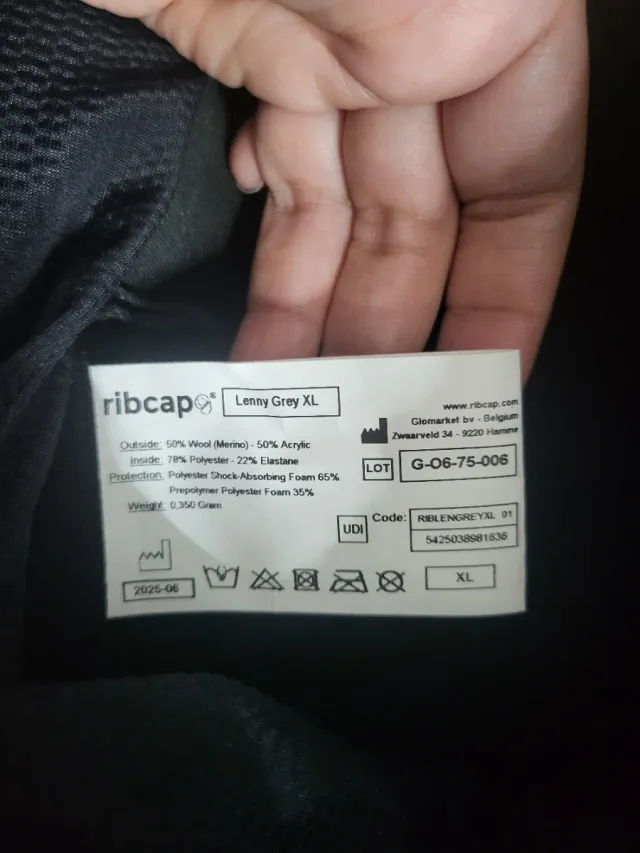 ribcap®
Lenny Grey XL
Outside: 50% Wool (Merino) - 50% Acrylic
Inside: 78% Polyester - 22% Elastane
Protection: Polyester Shock-Absorbing Foam 65%
Prepolymer Polyester Foam 35%
Weight: 0,350 Gram
www.ribcap.com
Glomarket bv - Belgium
Zwaarveld 34 - 9220 Hamme
LOT G-O6-75-006
UDI Code: RIBLENGREYXL 01
5425038981636
2025-06
XL